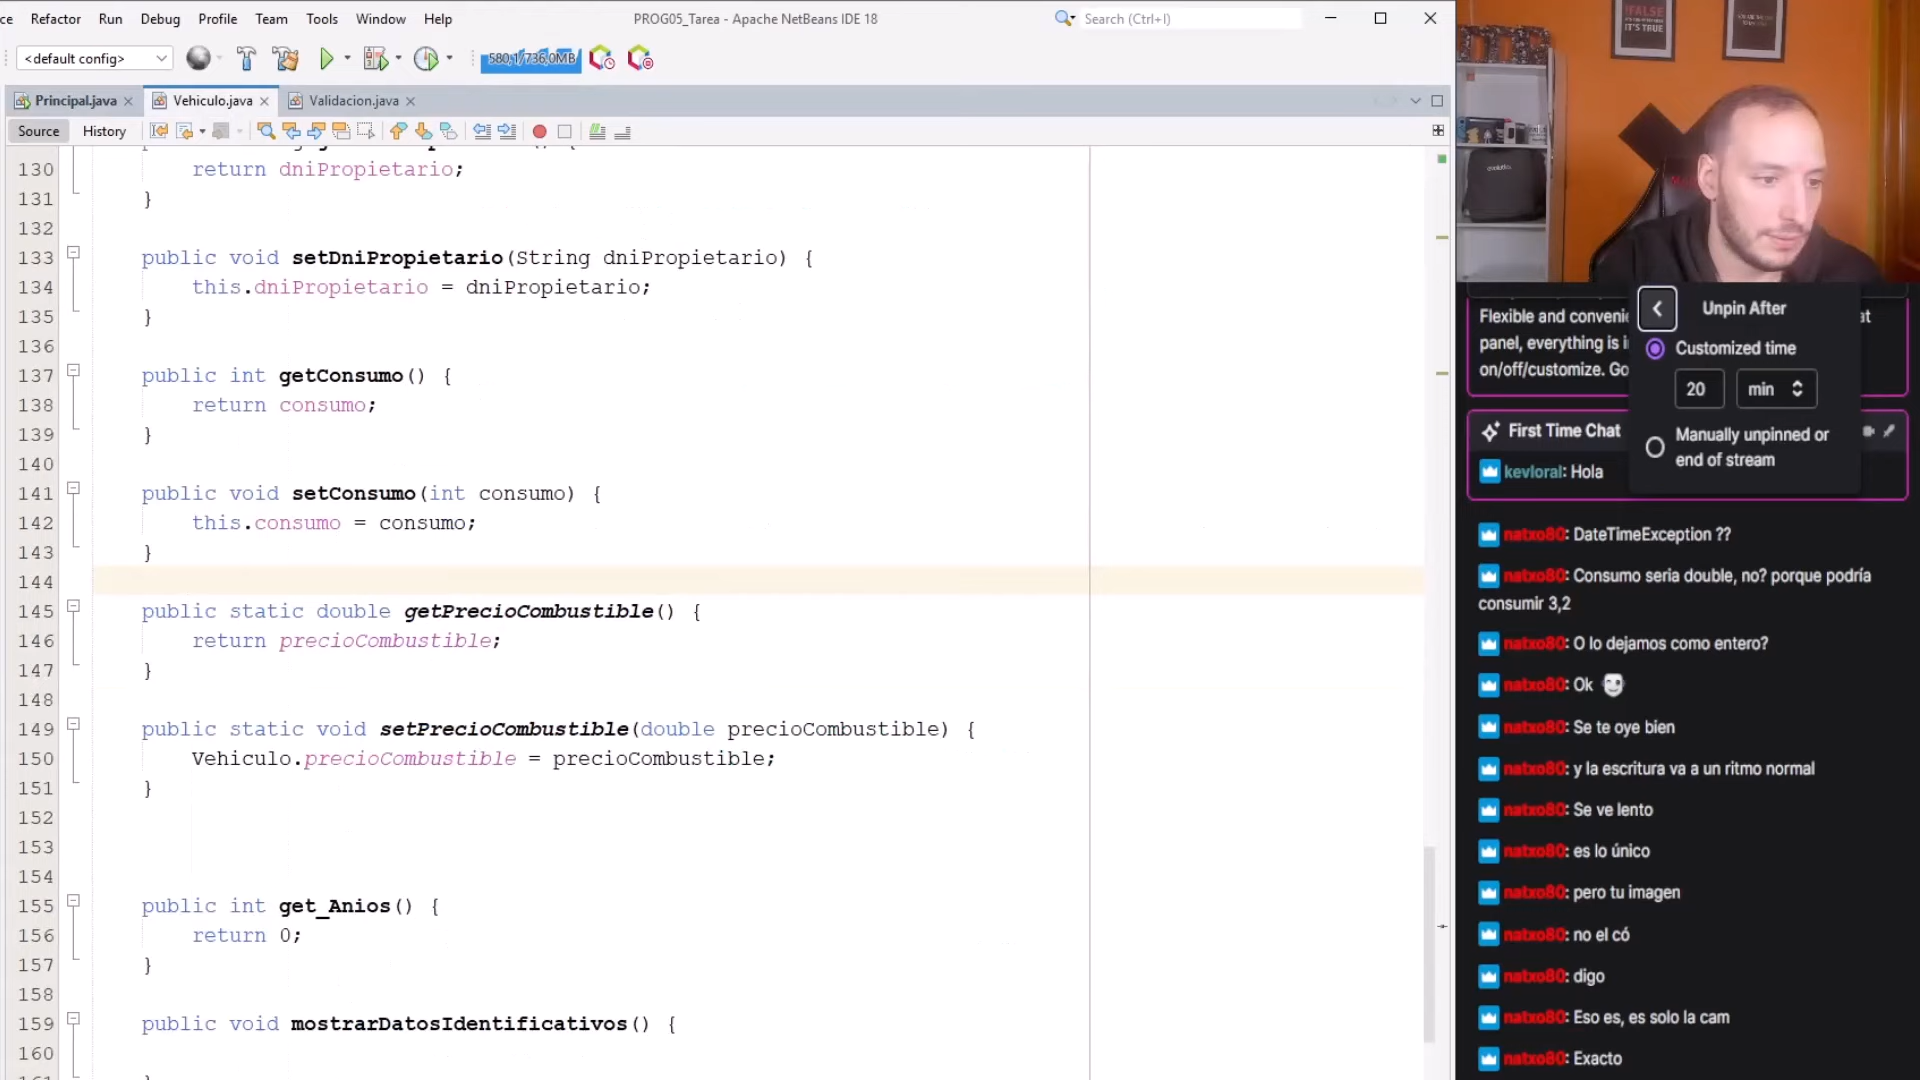 ce Refactor Run Debug Profile Team Tools Window Help PROG05_Tarea - Apache NetBeans IDE 18 Search (Ctrl+I)
<default config> 580,1/736,0MB
Principal.java Vehiculo.java Validacion.java
Source History
130 return dniPropietario;
131 }
132
133 public void setDniPropietario(String dniPropietario) {
134 this.dniPropietario = dniPropietario;
135 }
136
137 public int getConsumo() {
138 return consumo;
139 }
140
141 public void setConsumo(int consumo) {
142 this.consumo = consumo;
143 }
144
145 public static double getPrecioCombustible() {
146 return precioCombustible;
147 }
148
149 public static void setPrecioCombustible(double precioCombustible) {
150 Vehiculo.precioCombustible = precioCombustible;
151 }
152
153
154
155 public int get_Anios() {
156 return 0;
157 }
158
159 public void mostrarDatosIdentificativos() {
160
161 }
FALSE
IT'S TRUE
Flexible and convenie at
panel, everything is i
on/off/customize. Go
Unpin After
Customized time
20 min
Manually unpinned or
end of stream
First Time Chat
kevloral: Hola
natxo80: DateTimeException ??
natxo80: Consumo seria double, no? porque podría
consumir 3,2
natxo80: O lo dejamos como entero?
natxo80: Ok
natxo80: Se te oye bien
natxo80: y la escritura va a un ritmo normal
natxo80: Se ve lento
natxo80: es lo único
natxo80: pero tu imagen
natxo80: no el có
natxo80: digo
natxo80: Eso es, es solo la cam
natxo80: Exacto